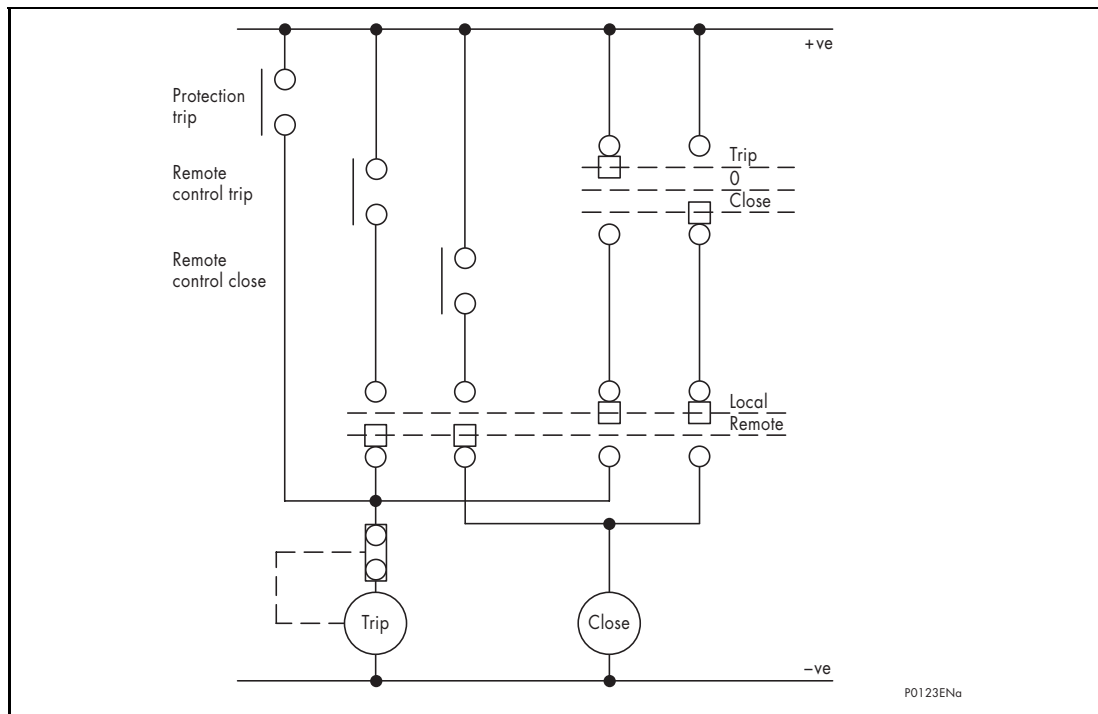 +ve
Protection
trip
Trip
0
Close
Remote
control trip
Remote
control close
Local
Remote
Trip
Close
–ve
P0123ENa